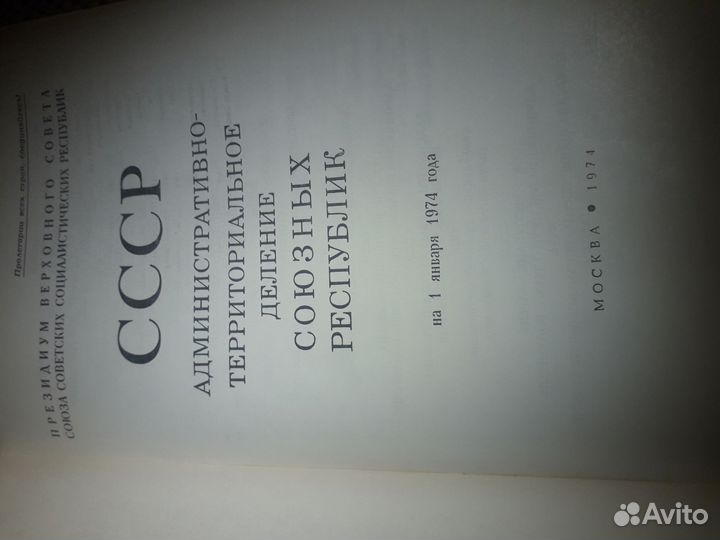 Пролетарии всех стран, соединяйтесь!
ПРЕЗИДИУМ ВЕРХОВНОГО СОВЕТА
СОЮЗА СОВЕТСКИХ СОЦИАЛИСТИЧЕСКИХ РЕСПУБЛИК
СССР
АДМИНИСТРАТИВНО-
ТЕРРИТОРИАЛЬНОЕ
ДЕЛЕНИЕ
СОЮЗНЫХ
РЕСПУБЛИК
на 1 января 1974 года
МОСКВА • 1974
Avito